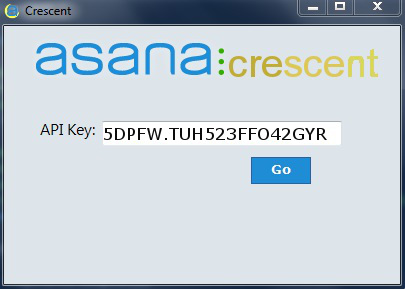 Crescent
asana:crescent
API Key: 5DPFW.TUH523FFO42GYR
Go